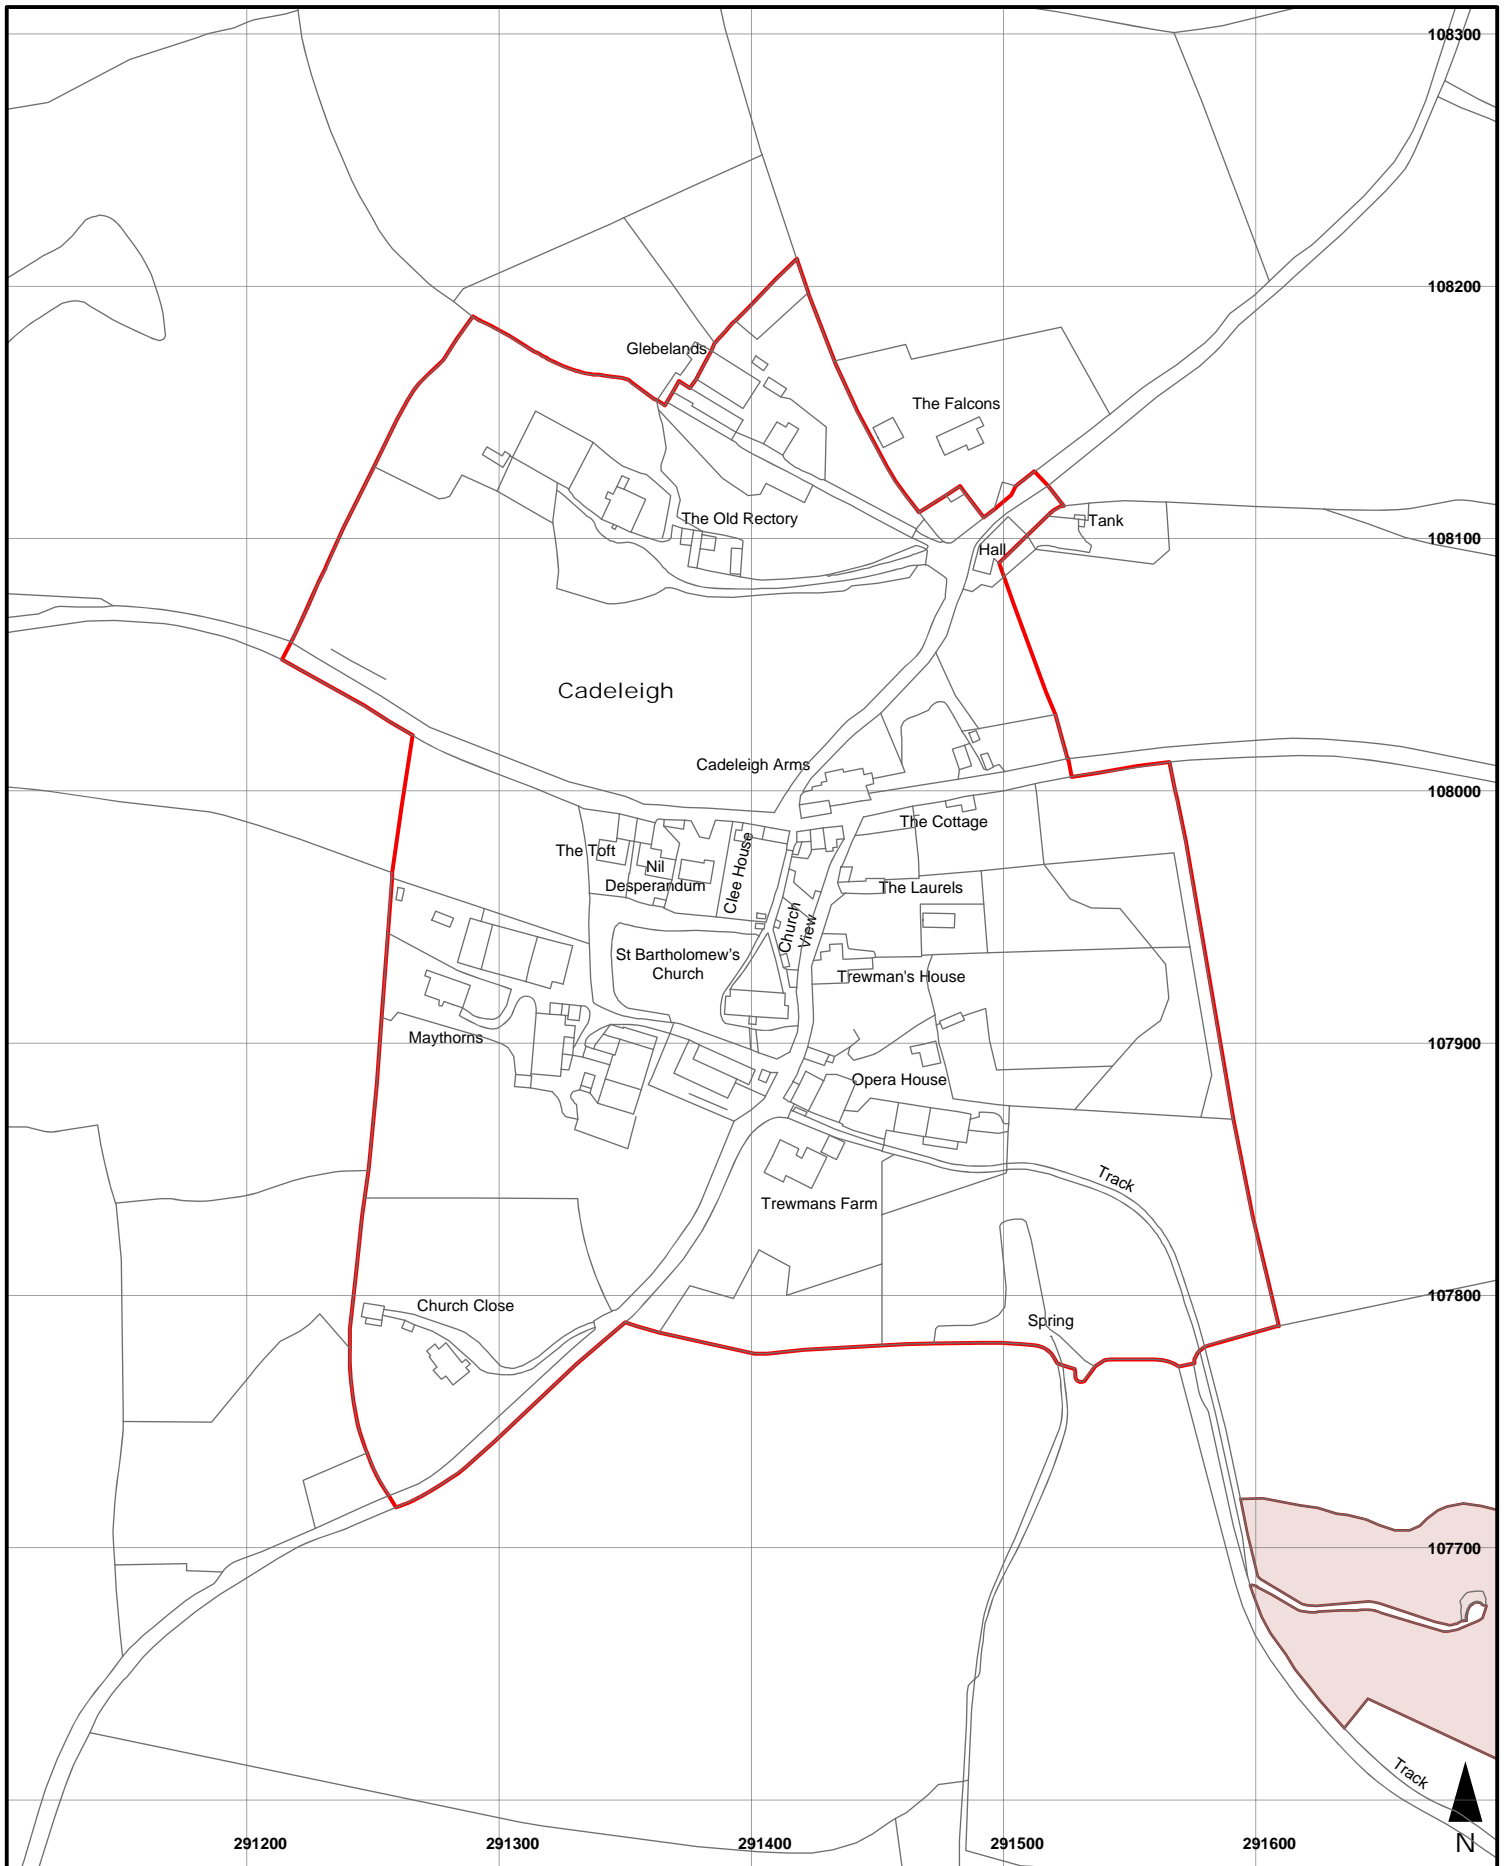 108300
108200
Glebelands
The Falcons
The Old Rectory
Tank
108100
Hall
Cadeleigh
Cadeleigh Arms
108000
The Cottage
The Toft
Nil
Desperandum
Clee House
The Laurels
Church
View
St Bartholomew's
Church
Trewman's House
Maythorns
107900
Opera House
Track
Trewmans Farm
107800
Church Close
Spring
107700
Track
291200
291300
291400
291500
291600
N